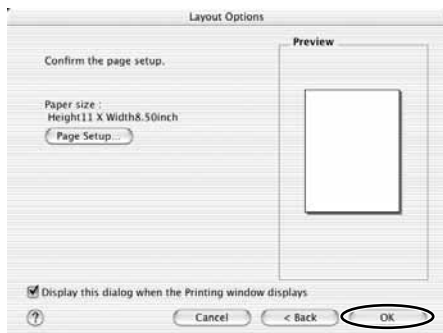 Layout Options
Preview
Confirm the page setup.
Paper size :
Height11 X Width8.50inch
Page Setup...
Display this dialog when the Printing window displays
?
Cancel
< Back
OK